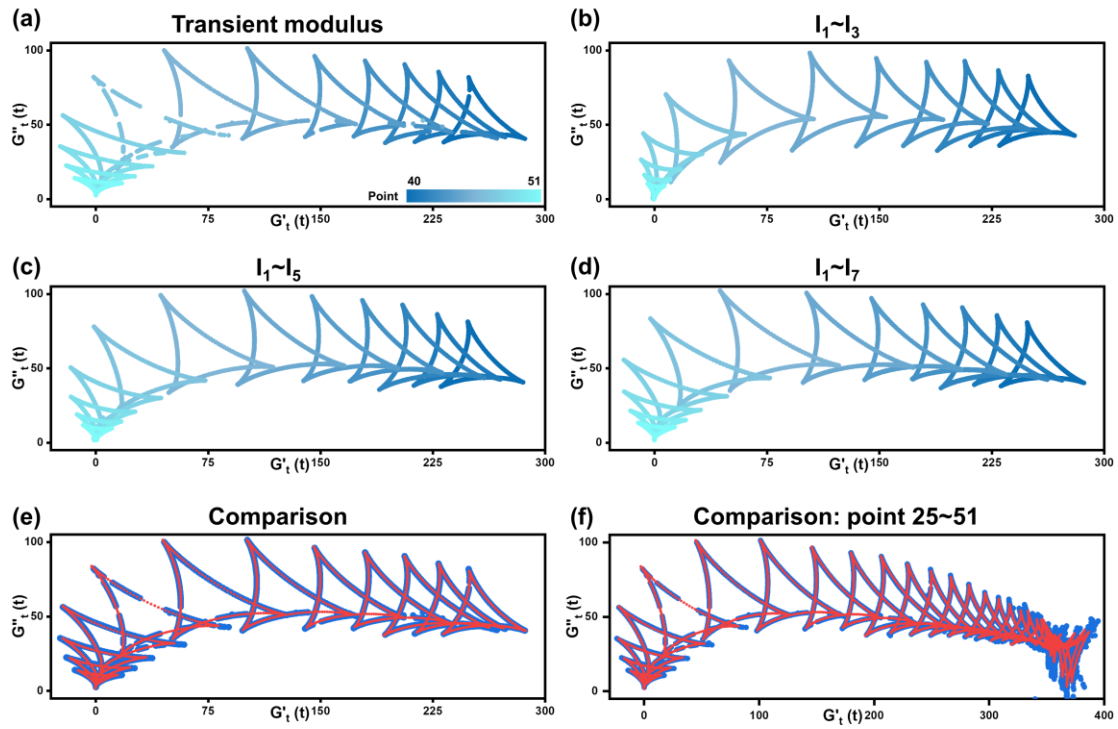 (a) Transient modulus
(b) I₁~I₃
100
50
0
G''ₜ (t)
0 75 150 225 300
G'ₜ (t)
Point
40 51
100
50
0
G''ₜ (t)
0 75 150 225 300
G'ₜ (t)
(c) I₁~I₅
(d) I₁~I₇
100
50
0
G''ₜ (t)
0 75 150 225 300
G'ₜ (t)
100
50
0
G''ₜ (t)
0 75 150 225 300
G'ₜ (t)
(e) Comparison
(f) Comparison: point 25~51
100
50
0
G''ₜ (t)
0 75 150 225 300
G'ₜ (t)
100
50
0
G''ₜ (t)
0 100 200 300 400
G'ₜ (t)